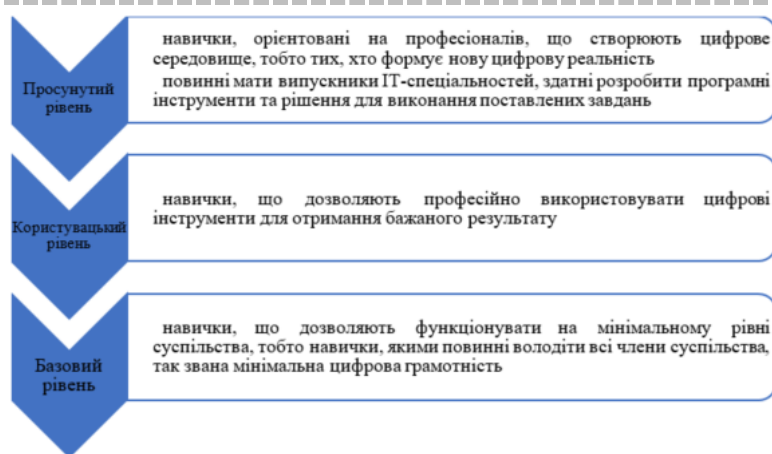 Просунутий
рівень
навички, орієнтовані на професіоналів, що створюють цифрове
середовище, тобто тих, хто формує нову цифрову реальність
повинні мати випускники ІТ-спеціальностей, здатні розробити програмні
інструменти та рішення для виконання поставлених завдань
Користувацький
рівень
навички, що дозволяють професійно використовувати цифрові
інструменти для отримання бажаного результату
Базовий
рівень
навички, що дозволяють функціонувати на мінімальному рівні
суспільства, тобто навички, якими повинні володіти всі члени суспільства,
так звана мінімальна цифрова грамотність